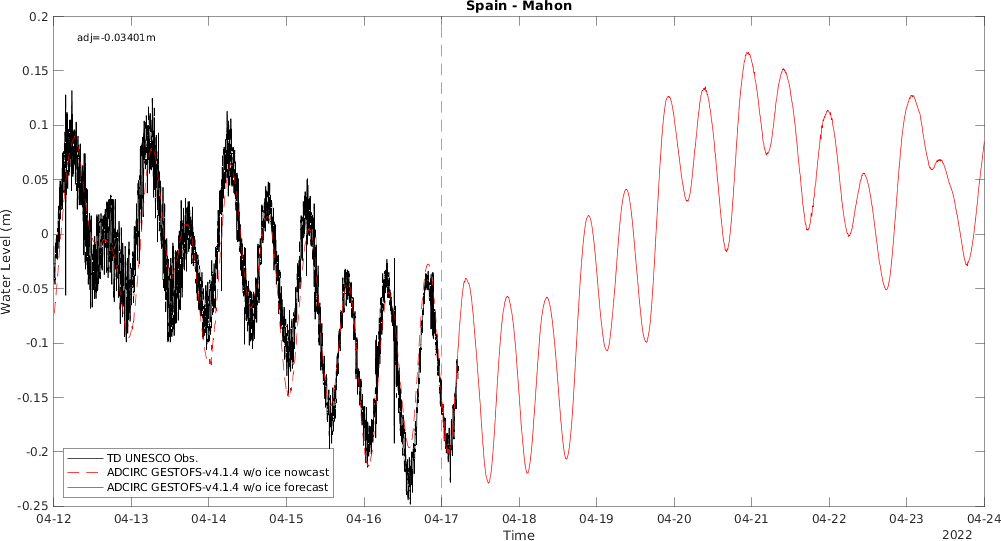 Spain - Mahon
adj=-0.03401m
0.2
0.15
0.1
0.05
0
-0.05
-0.1
-0.15
-0.2
-0.25
Water Level (m)
TD UNESCO Obs.
ADCIRC GESTOFS-v4.1.4 w/o ice nowcast
ADCIRC GESTOFS-v4.1.4 w/o ice forecast
04-12 04-13 04-14 04-15 04-16 04-17 04-18 04-19 04-20 04-21 04-22 04-23 04-24
Time
2022